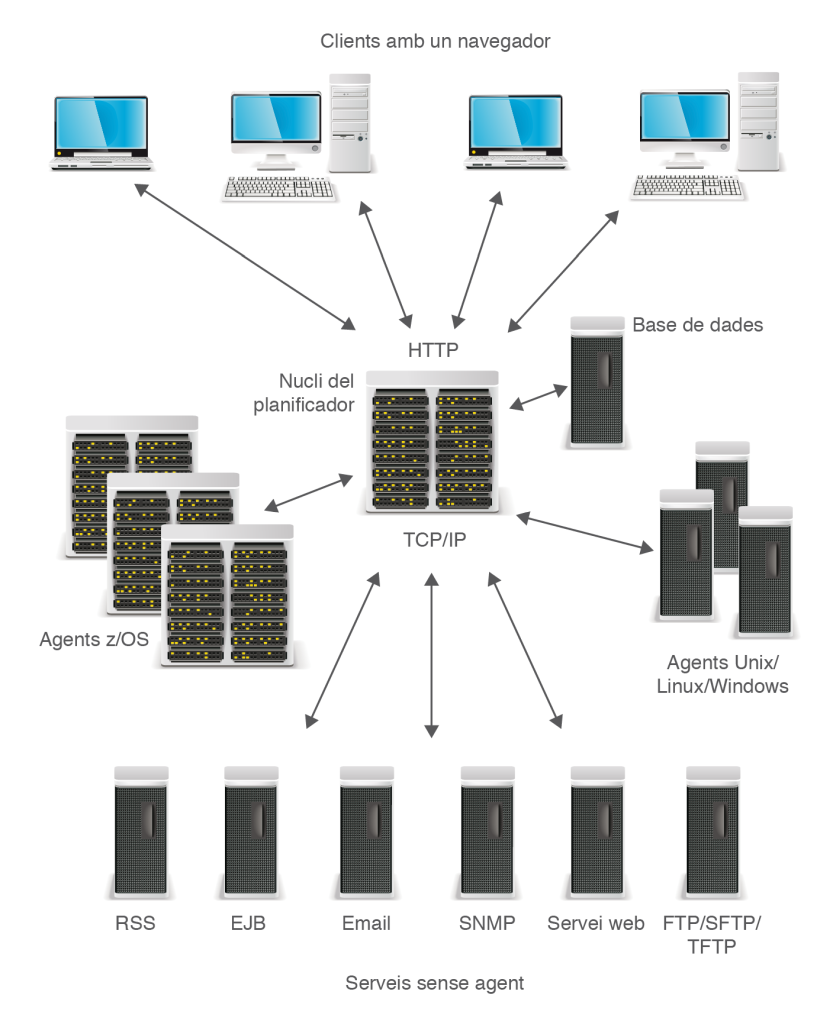 Clients amb un navegador
HTTP
Base de dades
Nucli del
planificador
TCP/IP
Agents z/OS
Agents Unix/
Linux/Windows
RSS
EJB
Email
SNMP
Servei web
FTP/SFTP/
TFTP
Serveis sense agent